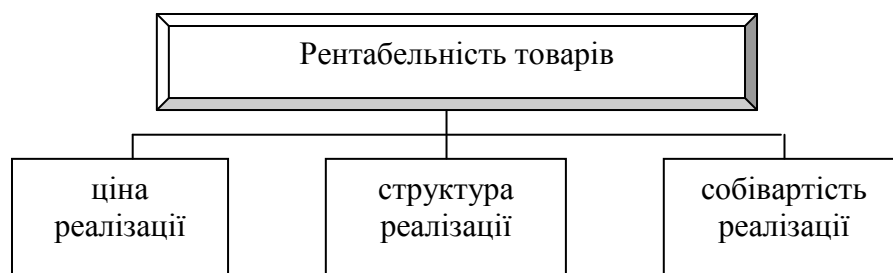 Рентабельність товарів
ціна
реалізації
структура
реалізації
собівартість
реалізації